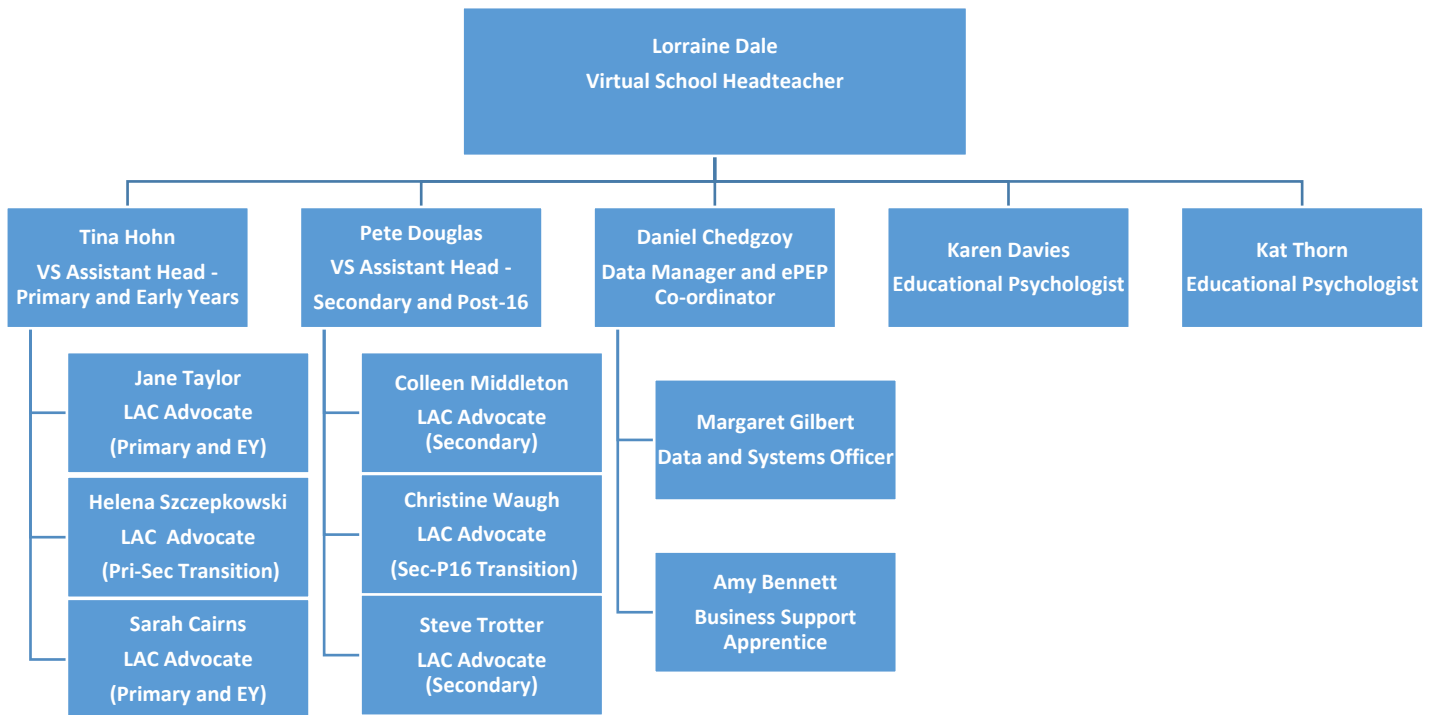 Lorraine Dale
Virtual School Headteacher
Tina Hohn
VS Assistant Head -
Primary and Early Years
Pete Douglas
VS Assistant Head -
Secondary and Post-16
Daniel Chedgzoy
Data Manager and ePEP
Co-ordinator
Karen Davies
Educational Psychologist
Kat Thorn
Educational Psychologist
Jane Taylor
LAC Advocate
(Primary and EY)
Helena Szczepkowski
LAC  Advocate
(Pri-Sec Transition)
Sarah Cairns
LAC Advocate
(Primary and EY)
Colleen Middleton
LAC Advocate
(Secondary)
Christine Waugh
LAC Advocate
(Sec-P16 Transition)
Steve Trotter
LAC Advocate
(Secondary)
Margaret Gilbert
Data and Systems Officer
Amy Bennett
Business Support
Apprentice